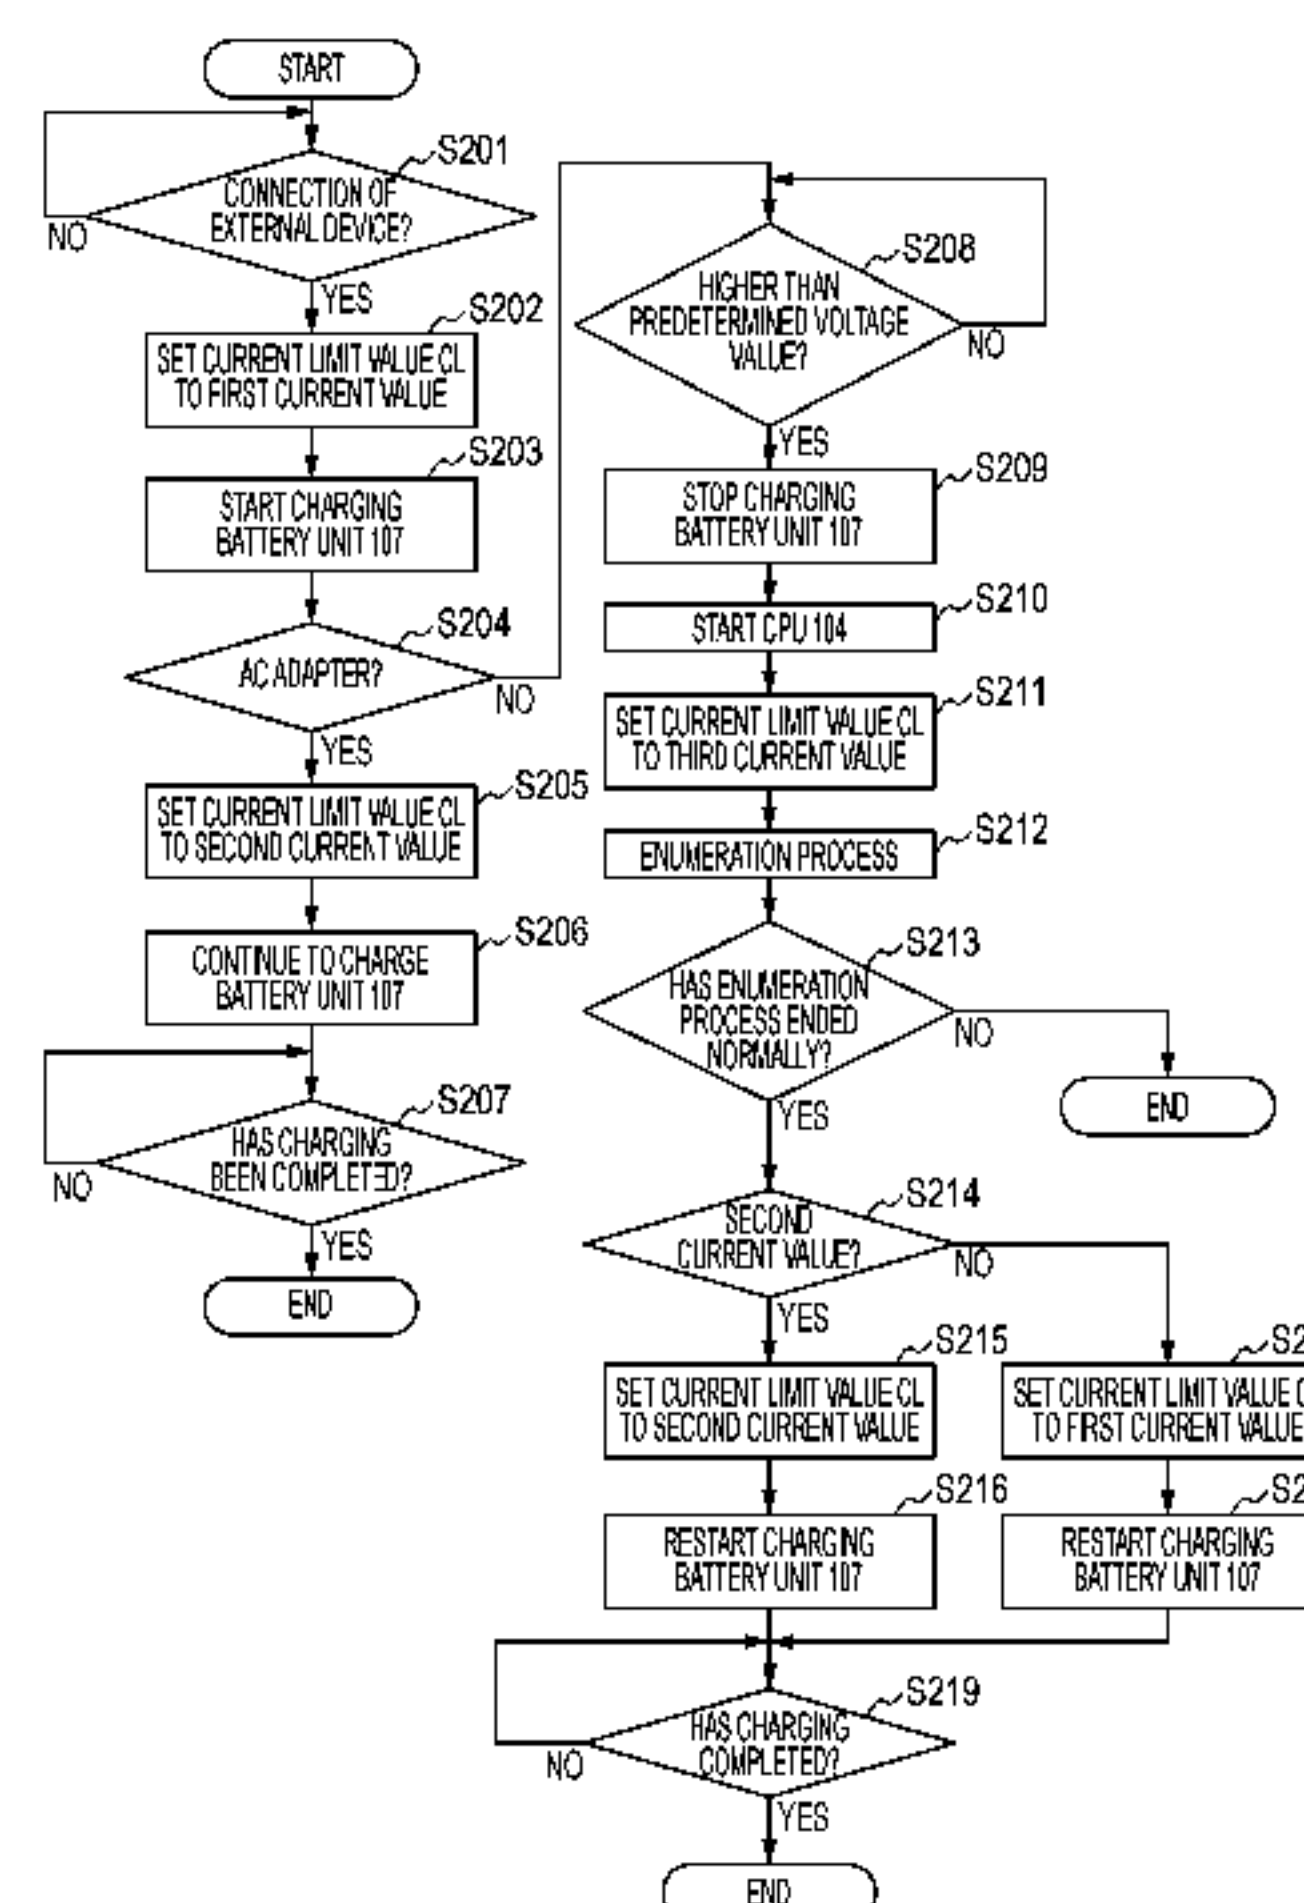 START
S201
CONNECTION OF
EXTERNAL DEVICE?
NO
YES
S202
SET CURRENT LIMIT VALUE CL
TO FIRST CURRENT VALUE
S203
START CHARGING
BATTERY UNIT 107
S204
AC ADAPTER?
NO
YES
S205
SET CURRENT LIMIT VALUE CL
TO SECOND CURRENT VALUE
S206
CONTINUE TO CHARGE
BATTERY UNIT 107
S207
HAS CHARGING
BEEN COMPLETED?
NO
YES
END
S208
HIGHER THAN
PREDETERMINED VOLTAGE
VALUE?
NO
YES
S209
STOP CHARGING
BATTERY UNIT 107
S210
START CPU 104
S211
SET CURRENT LIMIT VALUE CL
TO THIRD CURRENT VALUE
S212
ENUMERATION PROCESS
S213
HAS ENUMERATION
PROCESS ENDED
NORMALLY?
NO
END
YES
S214
SECOND
CURRENT VALUE?
NO
YES
S215
SET CURRENT LIMIT VALUE CL
TO SECOND CURRENT VALUE
S216
RESTART CHARGING
BATTERY UNIT 107
SET CURRENT LIMIT VALUE
TO FIRST CURRENT VALUE
RESTART CHARGING
BATTERY UNIT 107
S219
HAS CHARGING
COMPLETED?
NO
YES
END